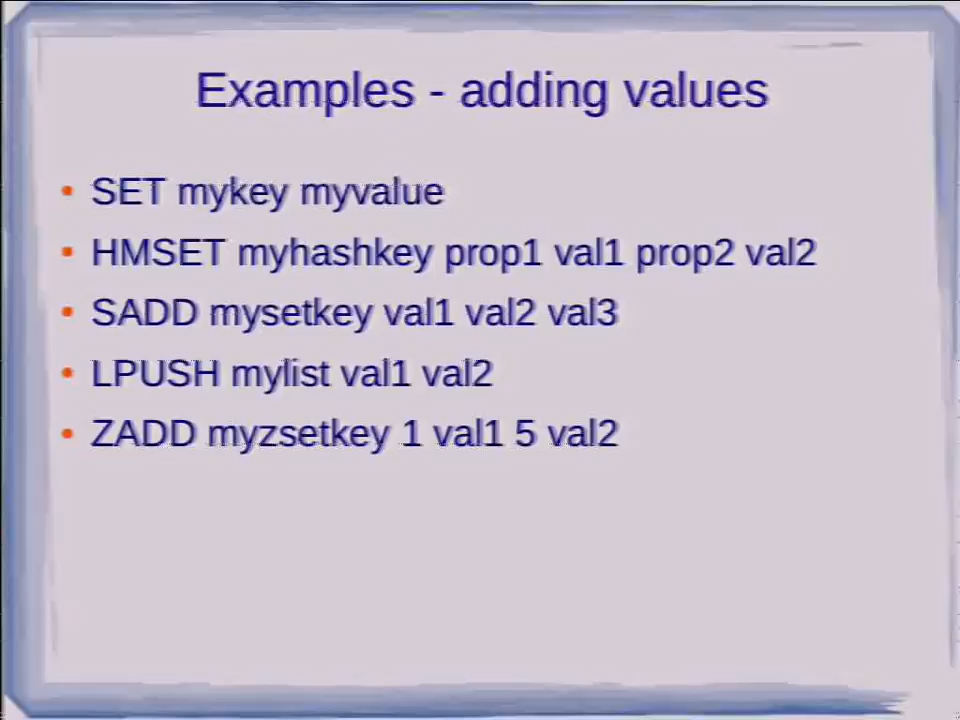 Examples - adding values
• SET mykey myvalue
• HMSET myhashkey prop1 val1 prop2 val2
• SADD mysetkey val1 val2 val3
• LPUSH mylist val1 val2
• ZADD myzsetkey 1 val1 5 val2